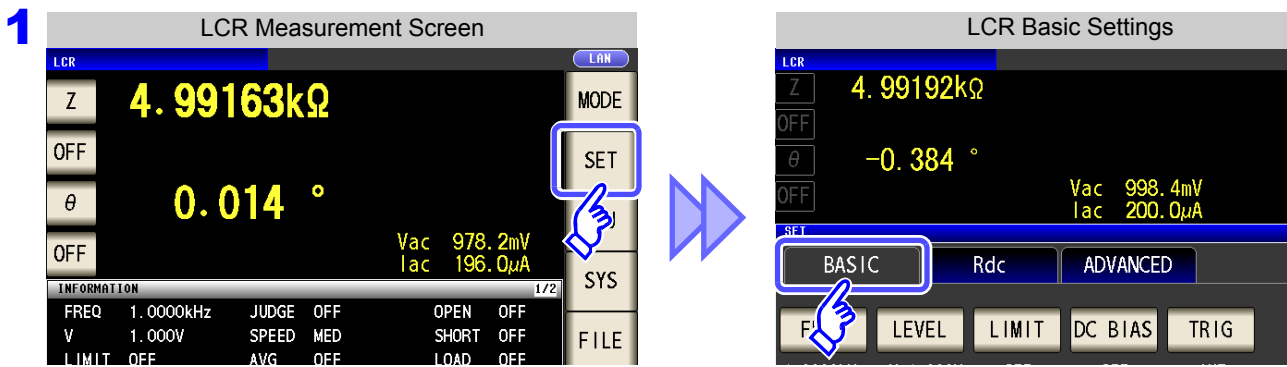 1
LCR Measurement Screen
LCR
LAN
Z 4.99163kΩ
MODE
OFF
SET
θ 0.014 °
OFF
Vac 978.2mV
Iac 196.0μA
SYS
INFORMATION 1/2
FREQ 1.0000kHz JUDGE OFF OPEN OFF
V 1.000V SPEED MED SHORT OFF
LIMIT OFF AVG OFF LOAD OFF
FILE
LCR Basic Settings
LCR
Z 4.99192kΩ
OFF
θ -0.384 °
OFF
Vac 998.4mV
Iac 200.0μA
SET
BASIC Rdc ADVANCED
LEVEL LIMIT DC BIAS TRIG